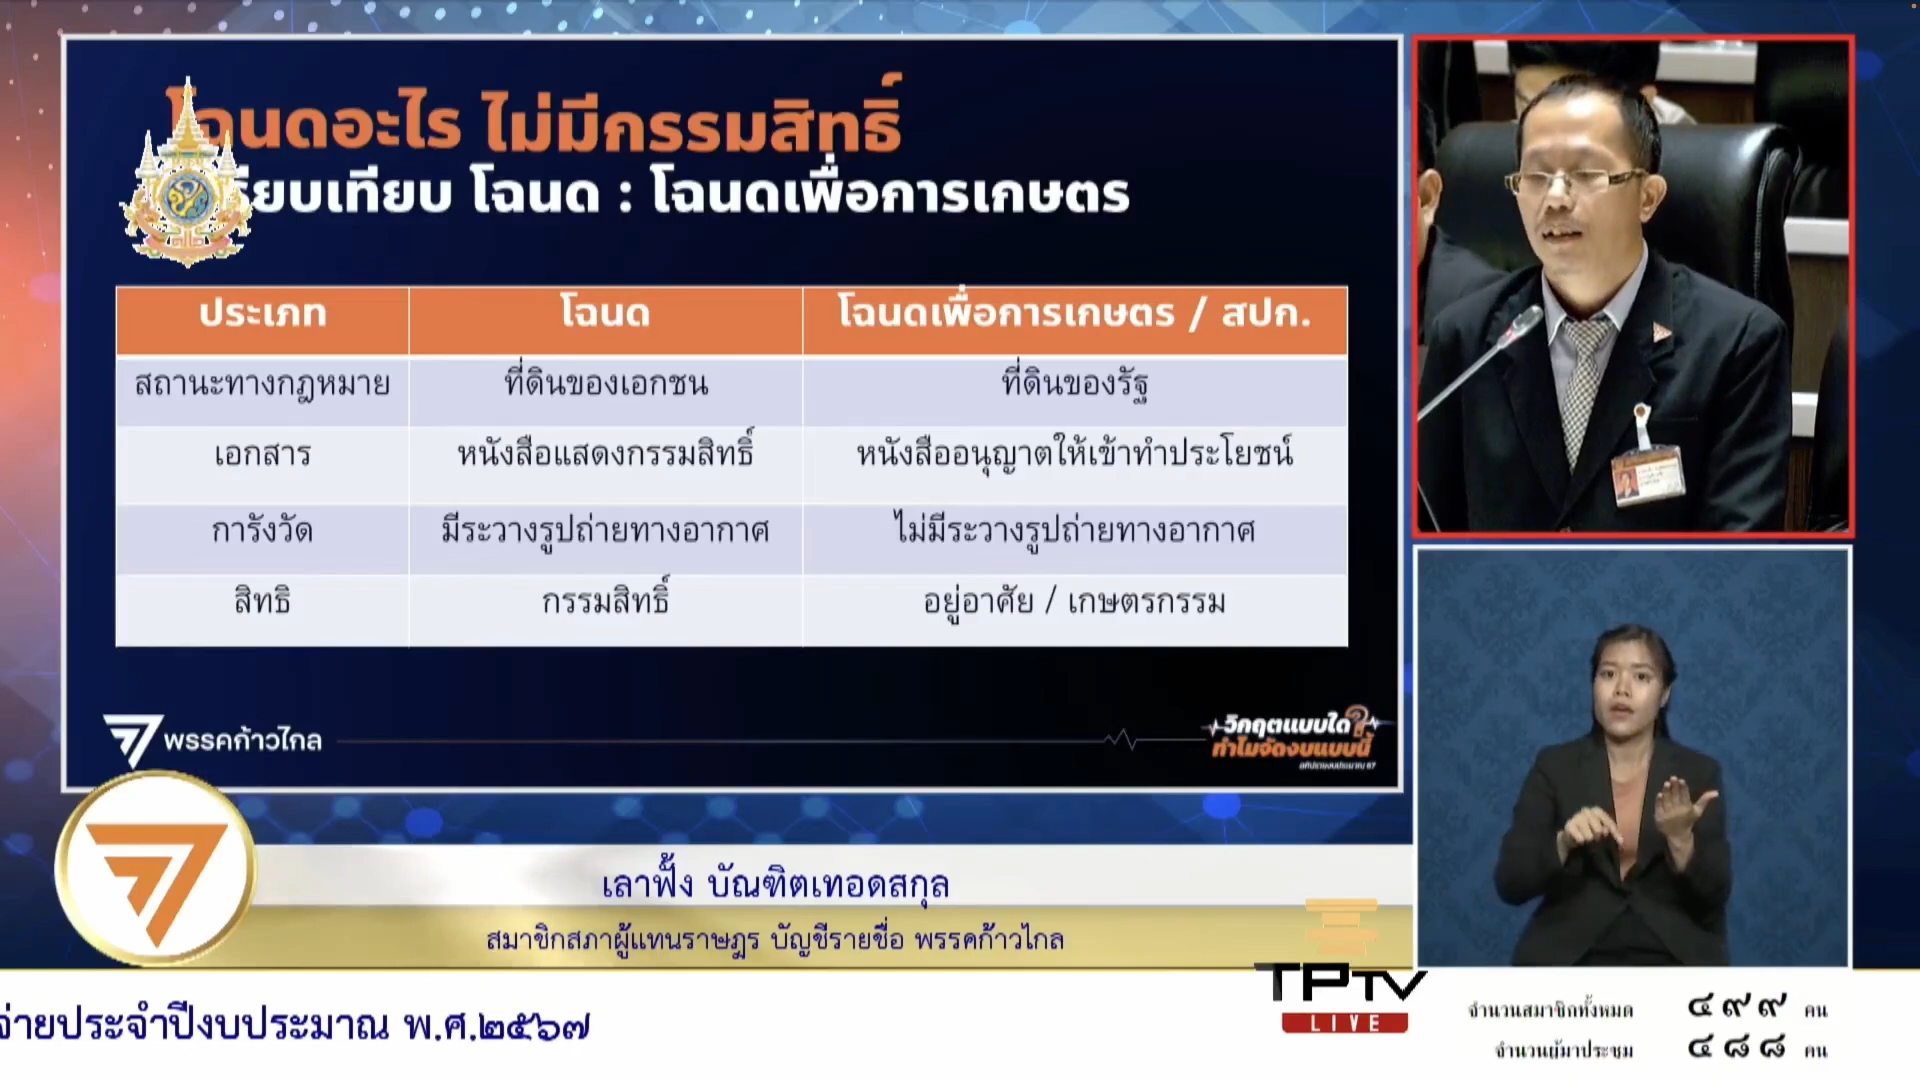 โฉนดอะไร ไม่มีกรรมสิทธิ์
รียบเทียบ โฉนด : โฉนดเพื่อการเกษตร
ประเภท โฉนด โฉนดเพื่อการเกษตร / สปก.
สถานะทางกฎหมาย ที่ดินของเอกชน ที่ดินของรัฐ
เอกสาร หนังสือแสดงกรรมสิทธิ์ หนังสืออนุญาตให้เข้าทำประโยชน์
การังวัด มีระวางรูปถ่ายทางอากาศ ไม่มีระวางรูปถ่ายทางอากาศ
สิทธิ กรรมสิทธิ์ อยู่อาศัย / เกษตรกรรม
พรรคก้าวไกล
วิกฤตแบบใด ?
ทำไมจัดงบแบบนี้
อภิปรายงบประมาณ 67
เลาฟั้ง บัณฑิตเทอดสกุล
สมาชิกสภาผู้แทนราษฎร บัญชีรายชื่อ พรรคก้าวไกล
TPTV
LIVE
จ่ายประจำปีงบประมาณ พ.ศ.๒๕๖๗
จำนวนสมาชิกทั้งหมด ๔๙๙ คน
จำนวนผู้มาประชุม ๔๘๘ คน